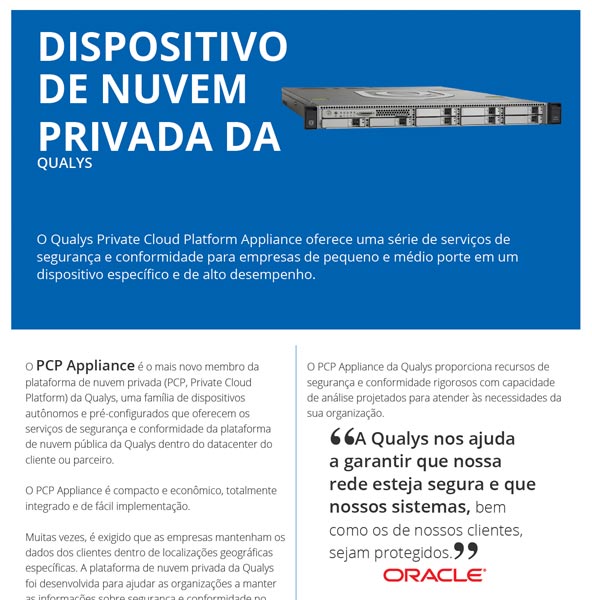 DISPOSITIVO
DE NUVEM
PRIVADA DA
QUALYS
O Qualys Private Cloud Platform Appliance oferece uma série de serviços de
segurança e conformidade para empresas de pequeno e médio porte em um
dispositivo específico e de alto desempenho.
O PCP Appliance é o mais novo membro da
plataforma de nuvem privada (PCP, Private Cloud
Platform) da Qualys, uma família de dispositivos
autônomos e pré-configurados que oferecem os
serviços de segurança e conformidade da plataforma
de nuvem pública da Qualys dentro do datacenter do
cliente ou parceiro.
O PCP Appliance é compacto e econômico, totalmente
integrado e de fácil implementação.
Muitas vezes, é exigido que as empresas mantenham os
dados dos clientes dentro de localizações geográficas
específicas. A plataforma de nuvem privada da Qualys
foi desenvolvida para ajudar as organizações a manter
as informações sobre segurança e conformidade no
O PCP Appliance da Qualys proporciona recursos de
segurança e conformidade rigorosos com capacidade
de análise projetados para atender às necessidades da
sua organização.
“A Qualys nos ajuda
a garantir que nossa
rede esteja segura e que
nossos sistemas, bem
como os de nossos clientes,
sejam protegidos.”
ORACLE